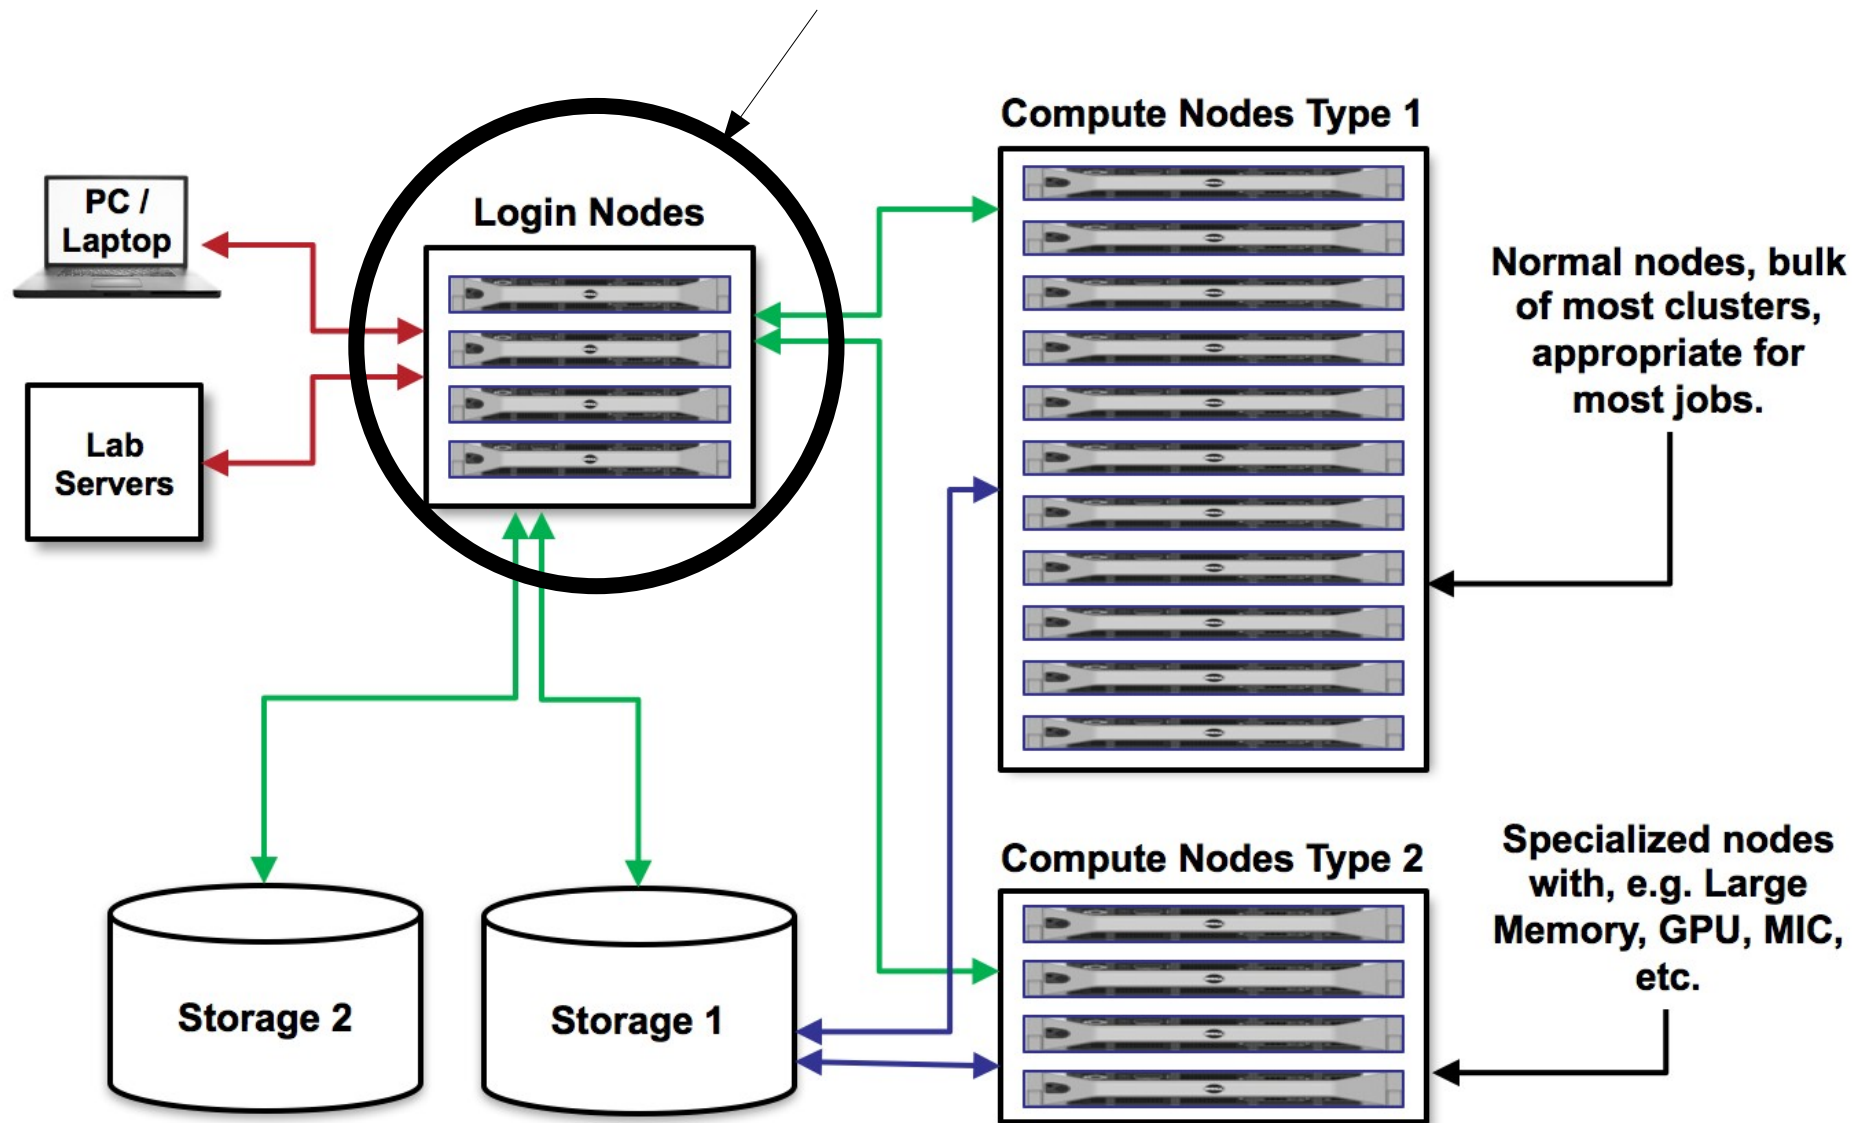 Compute Nodes Type 1
Login Nodes
PC /
Laptop
Lab
Servers
Normal nodes, bulk
of most clusters,
appropriate for
most jobs.
Compute Nodes Type 2
Specialized nodes
with, e.g. Large
Memory, GPU, MIC,
etc.
Storage 2
Storage 1